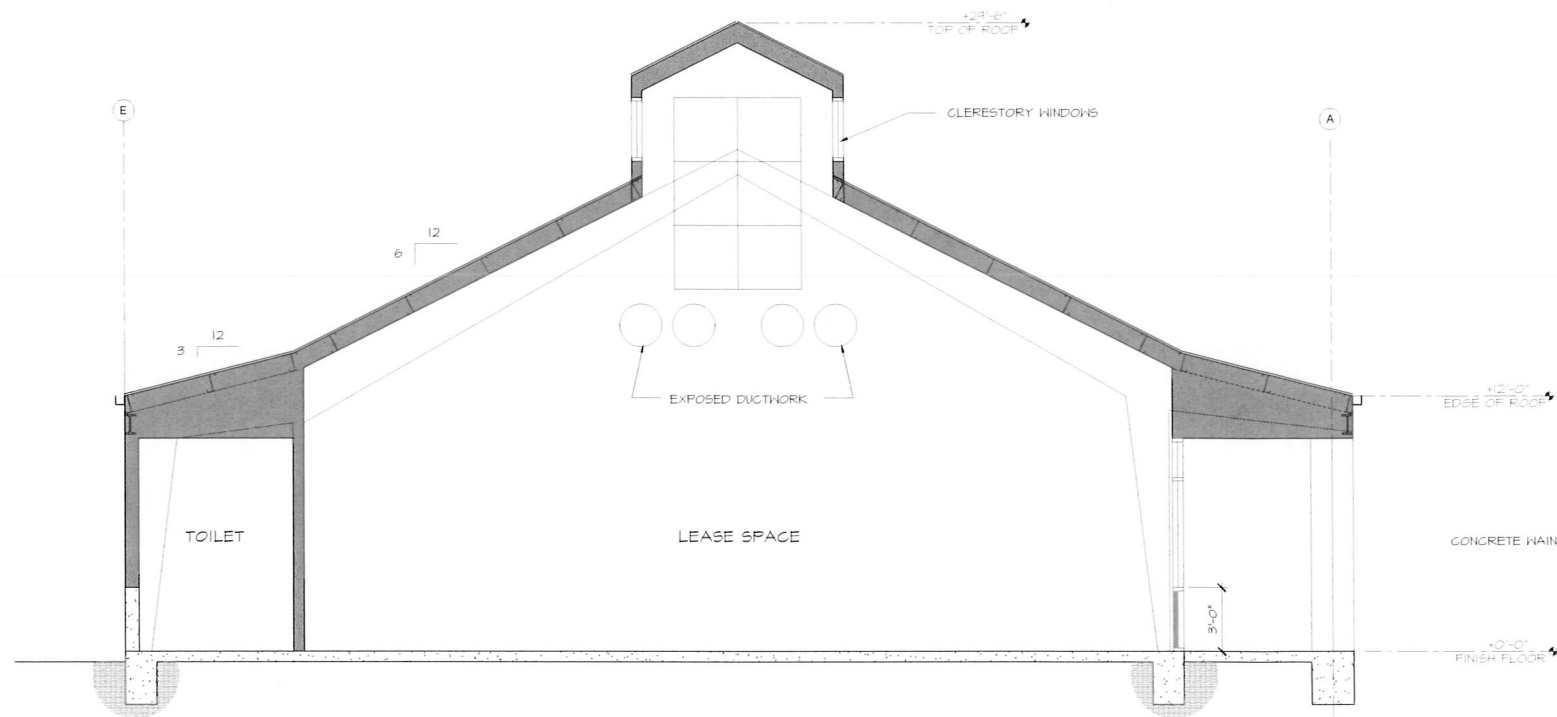 +29'-6"
TOP OF ROOF
E
CLERESTORY WINDOWS
A
12
6
12
3
EXPOSED DUCTWORK
+12'-0"
EDGE OF ROOF
TOILET
LEASE SPACE
CONCRETE WAIN
3'-0"
+0'-0"
FINISH FLOOR